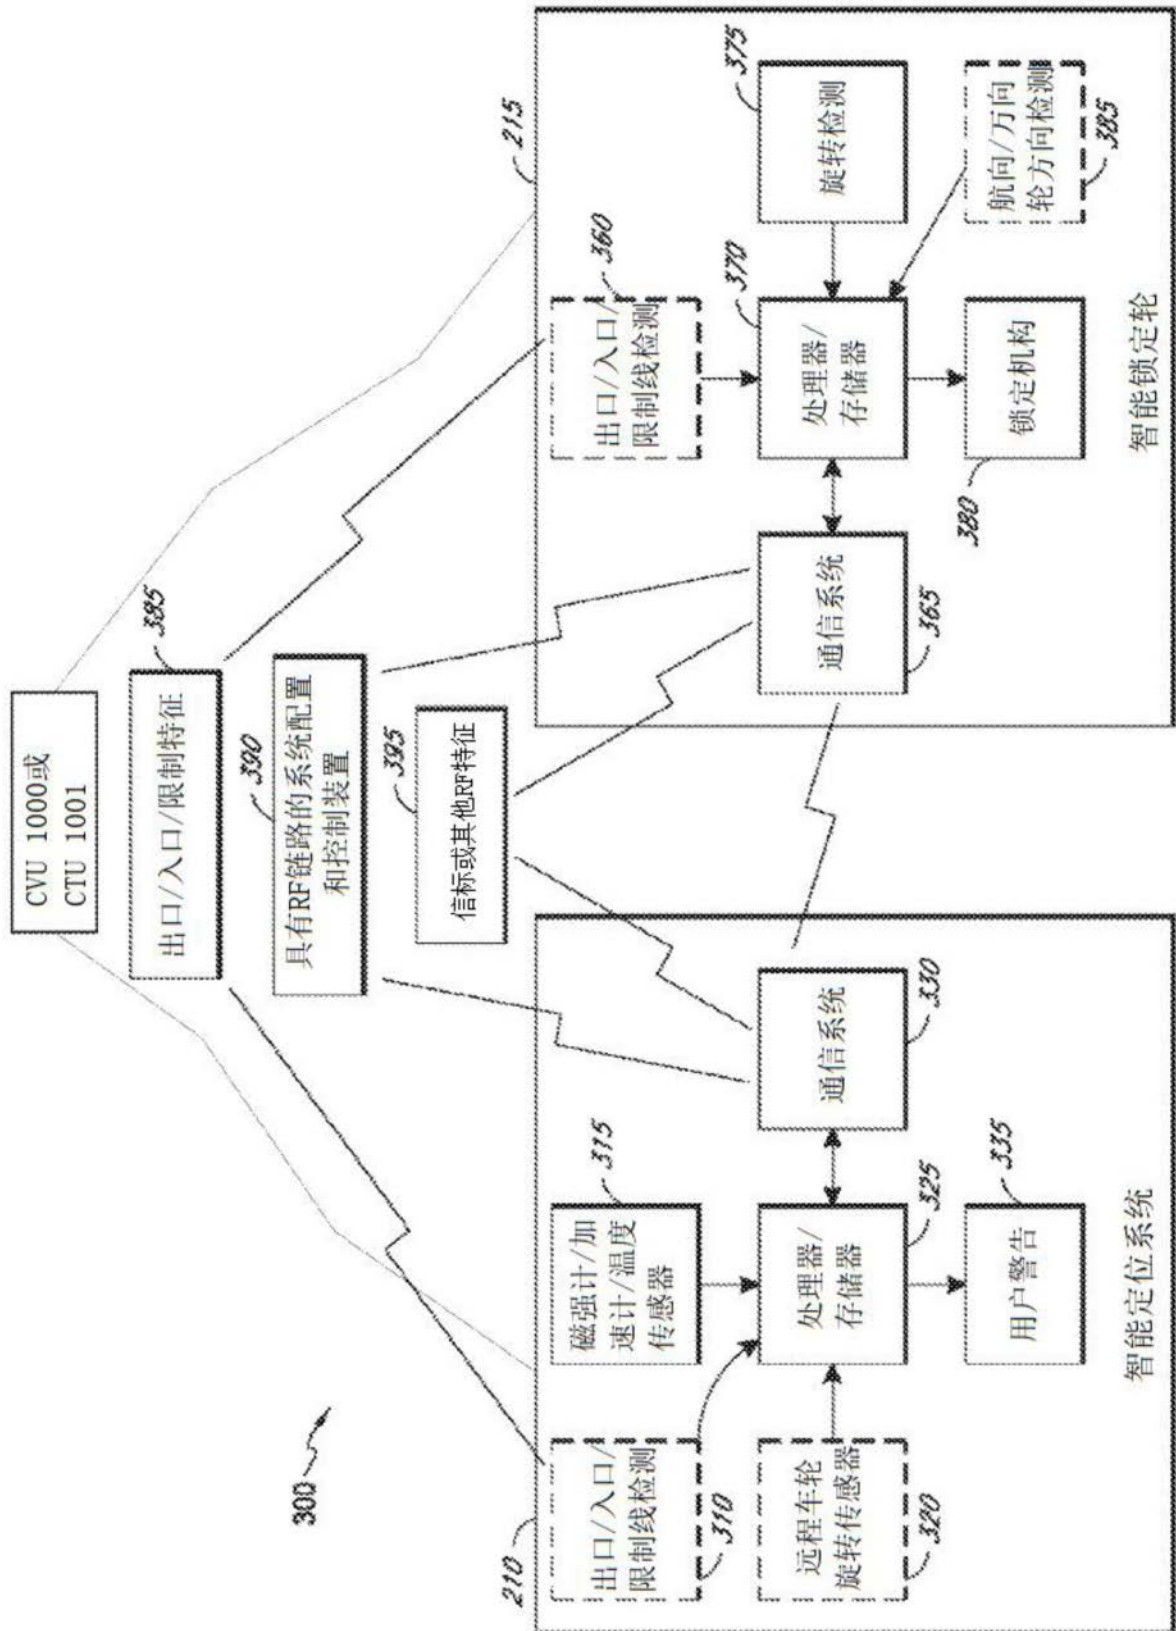 CVU 1000或
CTU 1001
出口/入口/限制特征
385
390
具有RF链路的系统配置
和控制装置
395
信标或其他RF特征
300
210
出口/入口/
限制线检测
310
磁强计/加
速计/温度
传感器
315
远程车轮
旋转传感器
320
处理器/
存储器
325
通信系统
330
用户警告
335
智能定位系统
215
出口/入口/
限制线检测
360
通信系统
365
处理器/
存储器
370
旋转检测
375
锁定机构
380
航向/万向
轮方向检测
385
智能锁定轮